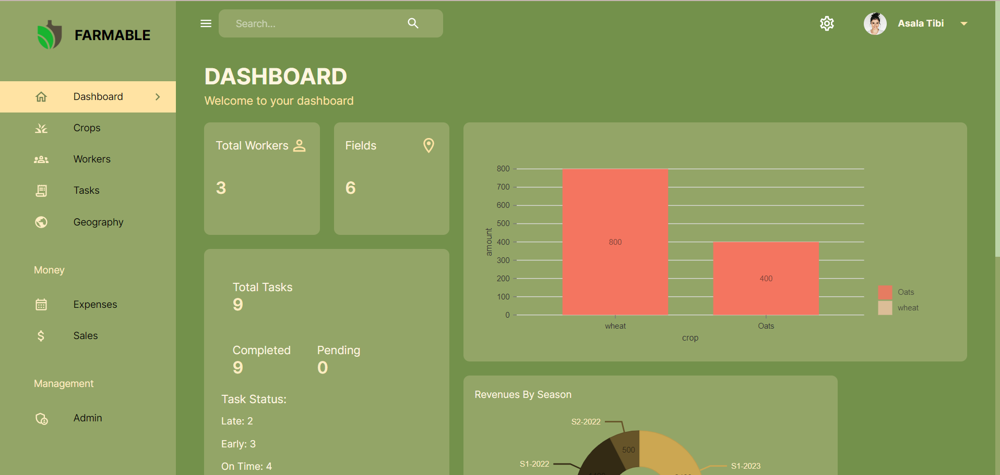 FARMABLE
Search...
Asala Tibi
Dashboard
Crops
Workers
Tasks
Geography
Money
Expenses
Sales
Management
Admin
DASHBOARD
Welcome to your dashboard
Total Workers
3
Fields
6
Total Tasks
9
Completed
9
Pending
0
Task Status:
Late: 2
Early: 3
On Time: 4
800
700
600
500
400
300
200
100
0
amount
800
400
wheat
Oats
crop
Oats
wheat
Revenues By Season
S2-2022
500
S1-2022
S1-2023